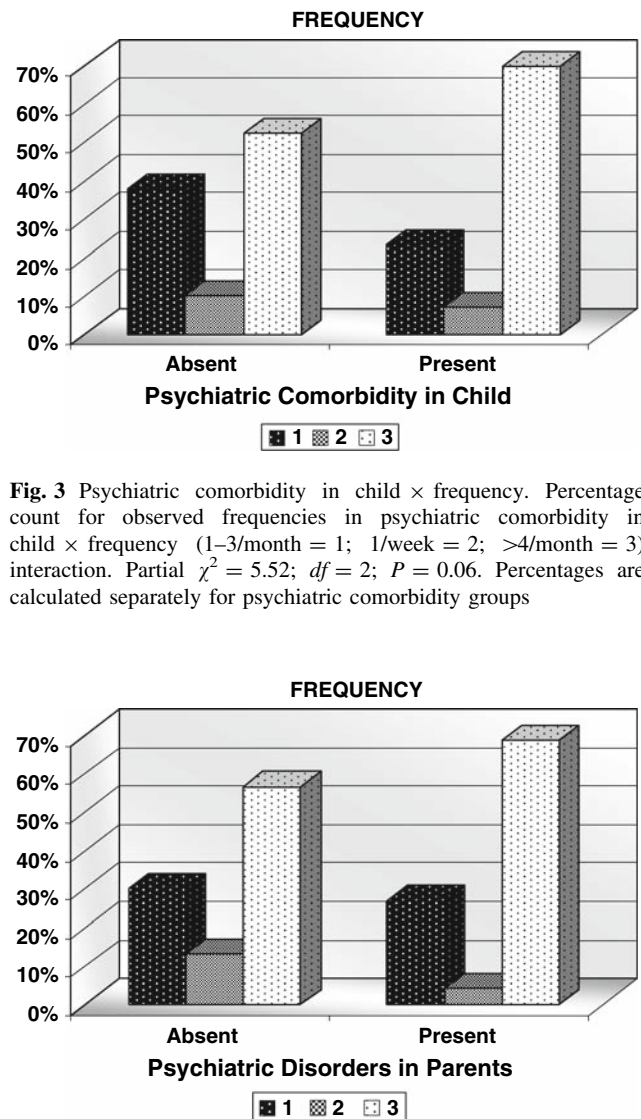 FREQUENCY
70%
60%
50%
40%
30%
20%
10%
0%
Absent Present
Psychiatric Comorbidity in Child
1 2 3
Fig. 3 Psychiatric comorbidity in child × frequency. Percentage
count for observed frequencies in psychiatric comorbidity in
child × frequency (1–3/month = 1; 1/week = 2; >4/month = 3)
interaction. Partial χ² = 5.52; df = 2; P = 0.06. Percentages are
calculated separately for psychiatric comorbidity groups
FREQUENCY
70%
60%
50%
40%
30%
20%
10%
0%
Absent Present
Psychiatric Disorders in Parents
1 2 3